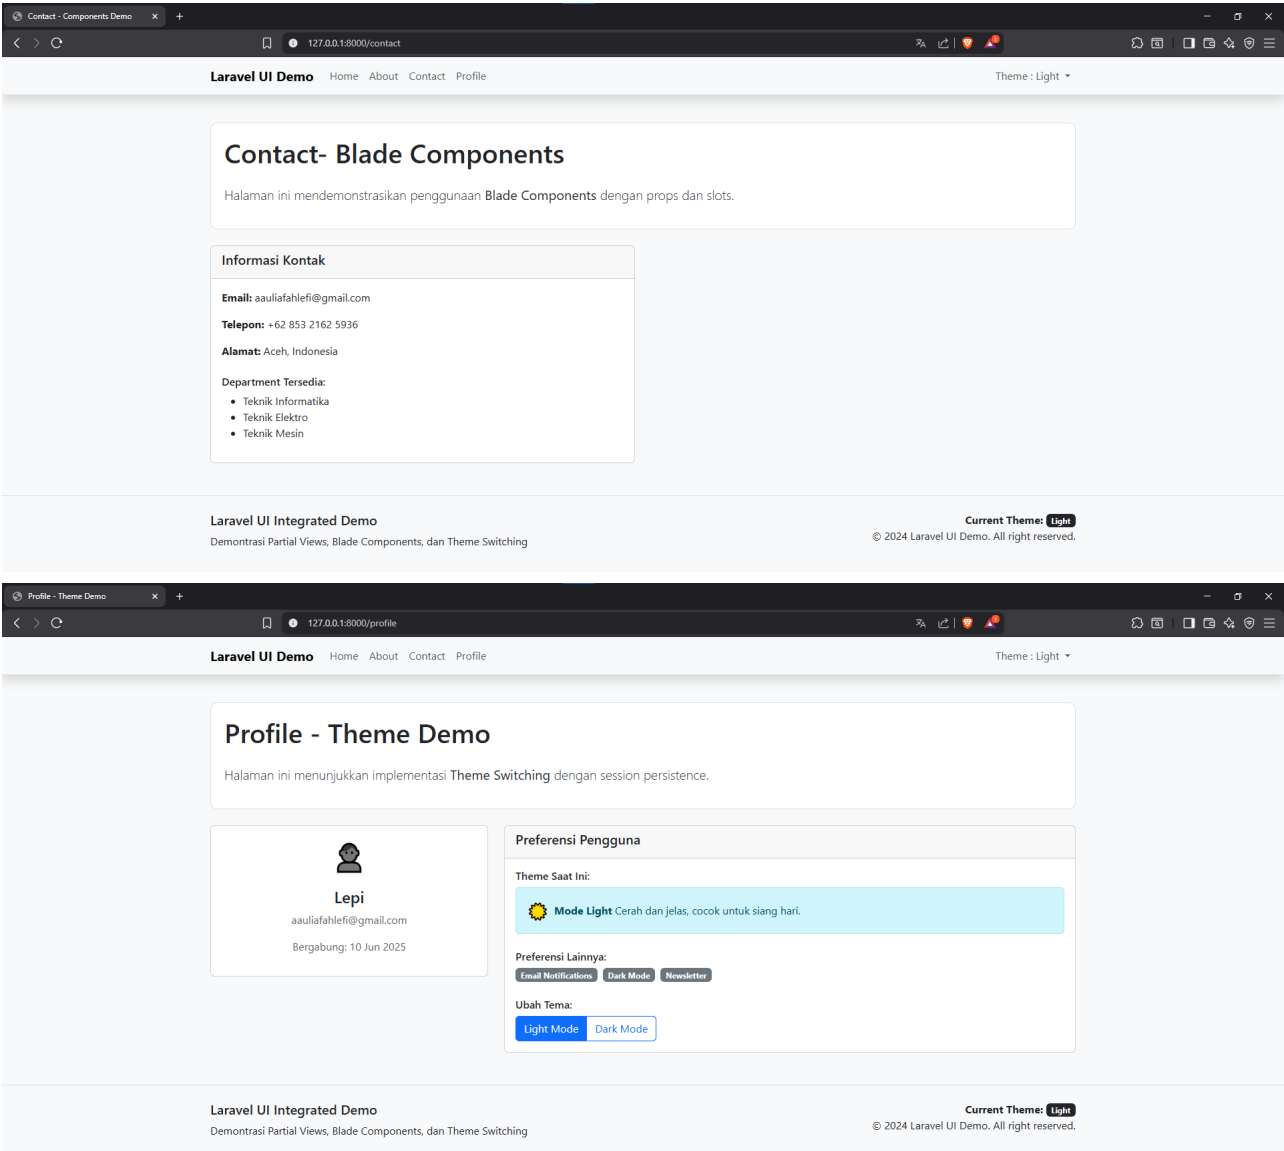 Contact - Components Demo
127.0.0.1:8000/contact
1
Laravel UI Demo Home About Contact Profile Theme : Light
Contact- Blade Components
Halaman ini mendemonstrasikan penggunaan Blade Components dengan props dan slots.
Informasi Kontak
Email: aauliafahlefi@gmail.com
Telepon: +62 853 2162 5936
Alamat: Aceh, Indonesia
Department Tersedia:
Teknik Informatika
Teknik Elektro
Teknik Mesin
Laravel UI Integrated Demo
Demontrasi Partial Views, Blade Components, dan Theme Switching
Current Theme: Light
© 2024 Laravel UI Demo. All right reserved.
Profile - Theme Demo
127.0.0.1:8000/profile
1
Laravel UI Demo Home About Contact Profile Theme : Light
Profile - Theme Demo
Halaman ini menunjukkan implementasi Theme Switching dengan session persistence.
Lepi
aauliafahlefi@gmail.com
Bergabung: 10 Jun 2025
Preferensi Pengguna
Theme Saat Ini:
Mode Light Cerah dan jelas, cocok untuk siang hari.
Preferensi Lainnya:
Email Notifications Dark Mode Newsletter
Ubah Tema:
Light Mode Dark Mode
Laravel UI Integrated Demo
Demontrasi Partial Views, Blade Components, dan Theme Switching
Current Theme: Light
© 2024 Laravel UI Demo. All right reserved.